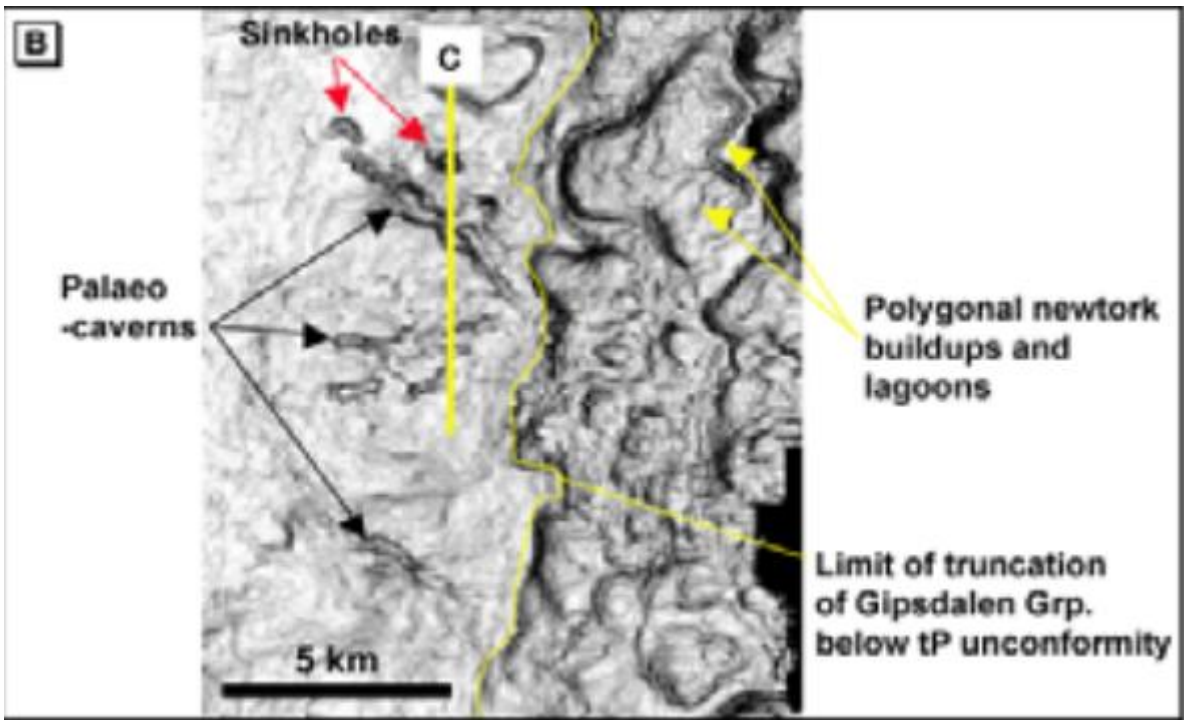 B
Sinkholes
C
Palaeo
-caverns
Polygonal newtork
buildups and
lagoons
Limit of truncation
of Gipsdalen Grp.
below tP unconformity
5 km